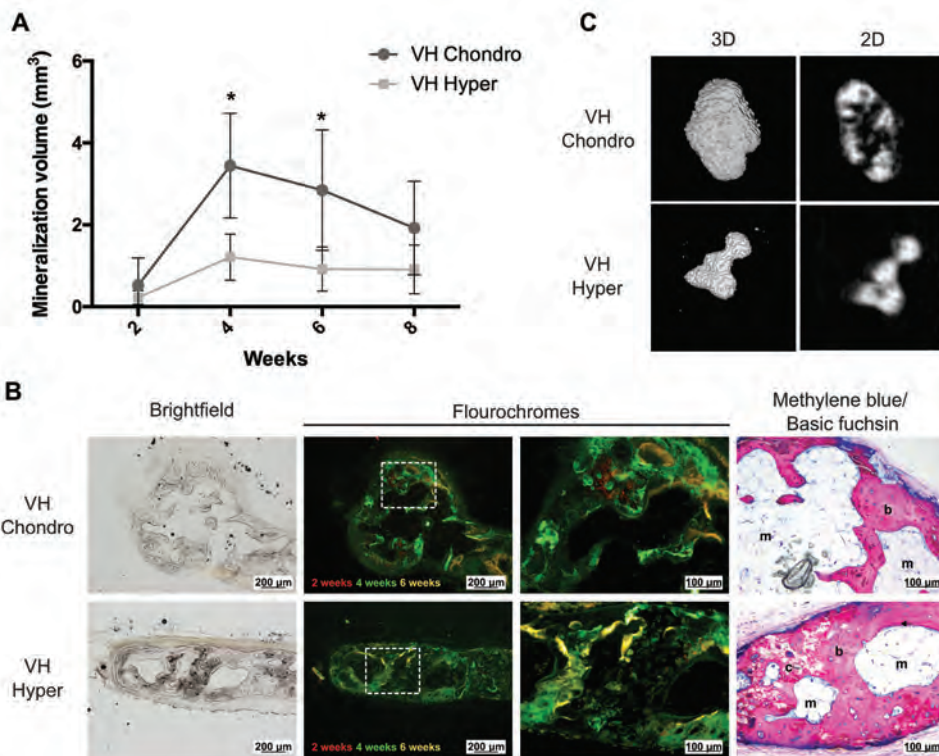 A
Mineralization volume (mm³)
6
4
2
0
VH Chondro
VH Hyper
*
*
2
4
6
8
Weeks
C
3D
2D
VH
Chondro
VH
Hyper
B
Brightfield
Flourochromes
Methylene blue/
Basic fuchsin
VH
Chondro
200 µm
2 weeks 4 weeks 6 weeks
200 µm
100 µm
b
m
m
100 µm
VH
Hyper
200 µm
2 weeks 4 weeks 6 weeks
200 µm
100 µm
b
c
m
m
100 µm